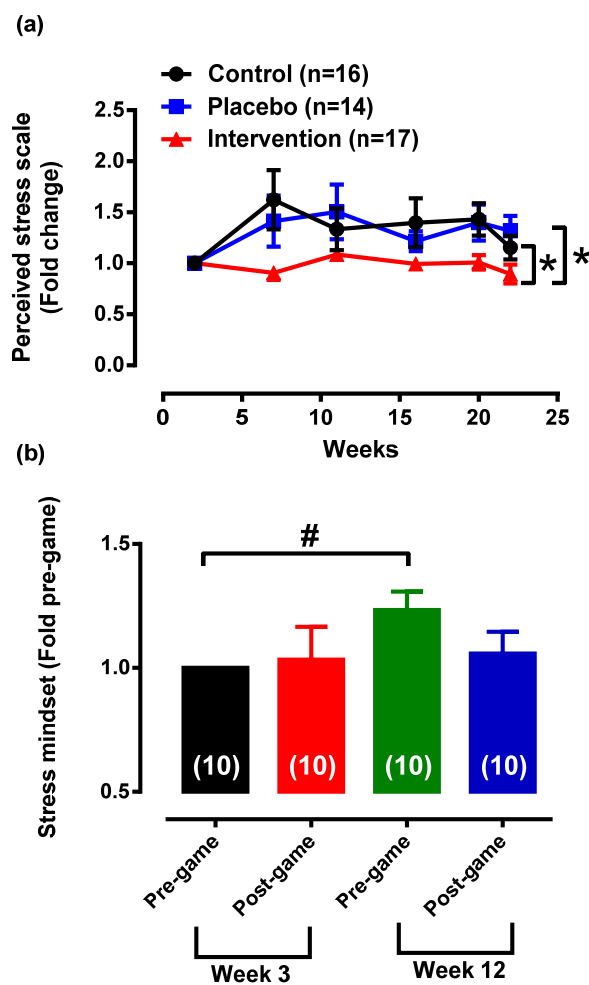 (a)
Control (n=16)
Placebo (n=14)
Intervention (n=17)
Perceived stress scale
(Fold change)
2.5
2.0
1.5
1.0
0.5
0.0
*
*
0 5 10 15 20 25
Weeks
(b)
Stress mindset (Fold pre-game)
1.5
1.0
0.5
#
(10) (10) (10) (10)
Pre-game Post-game Pre-game Post-game
Week 3 Week 12